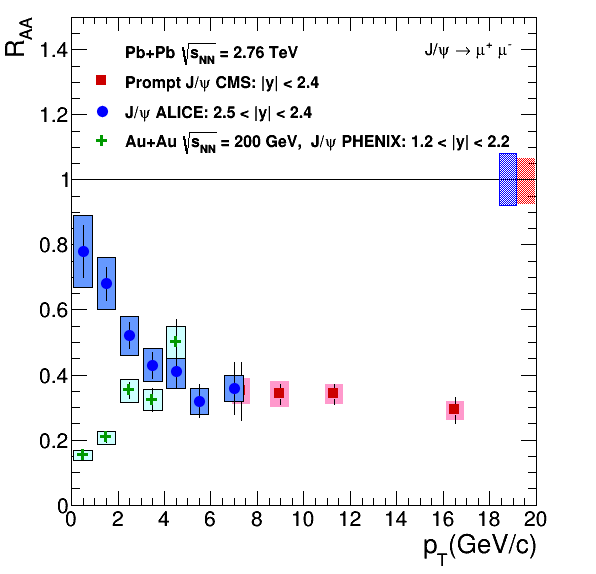 R_AA
Pb+Pb √s_NN = 2.76 TeV
J/ψ → μ⁺ μ⁻
Prompt J/ψ CMS: |y| < 2.4
J/ψ ALICE: 2.5 < |y| < 2.4
Au+Au √s_NN = 200 GeV, J/ψ PHENIX: 1.2 < |y| < 2.2
1.4
1.2
1
0.8
0.6
0.4
0.2
0
0 2 4 6 8 10 12 14 16 18 20
p_T(GeV/c)